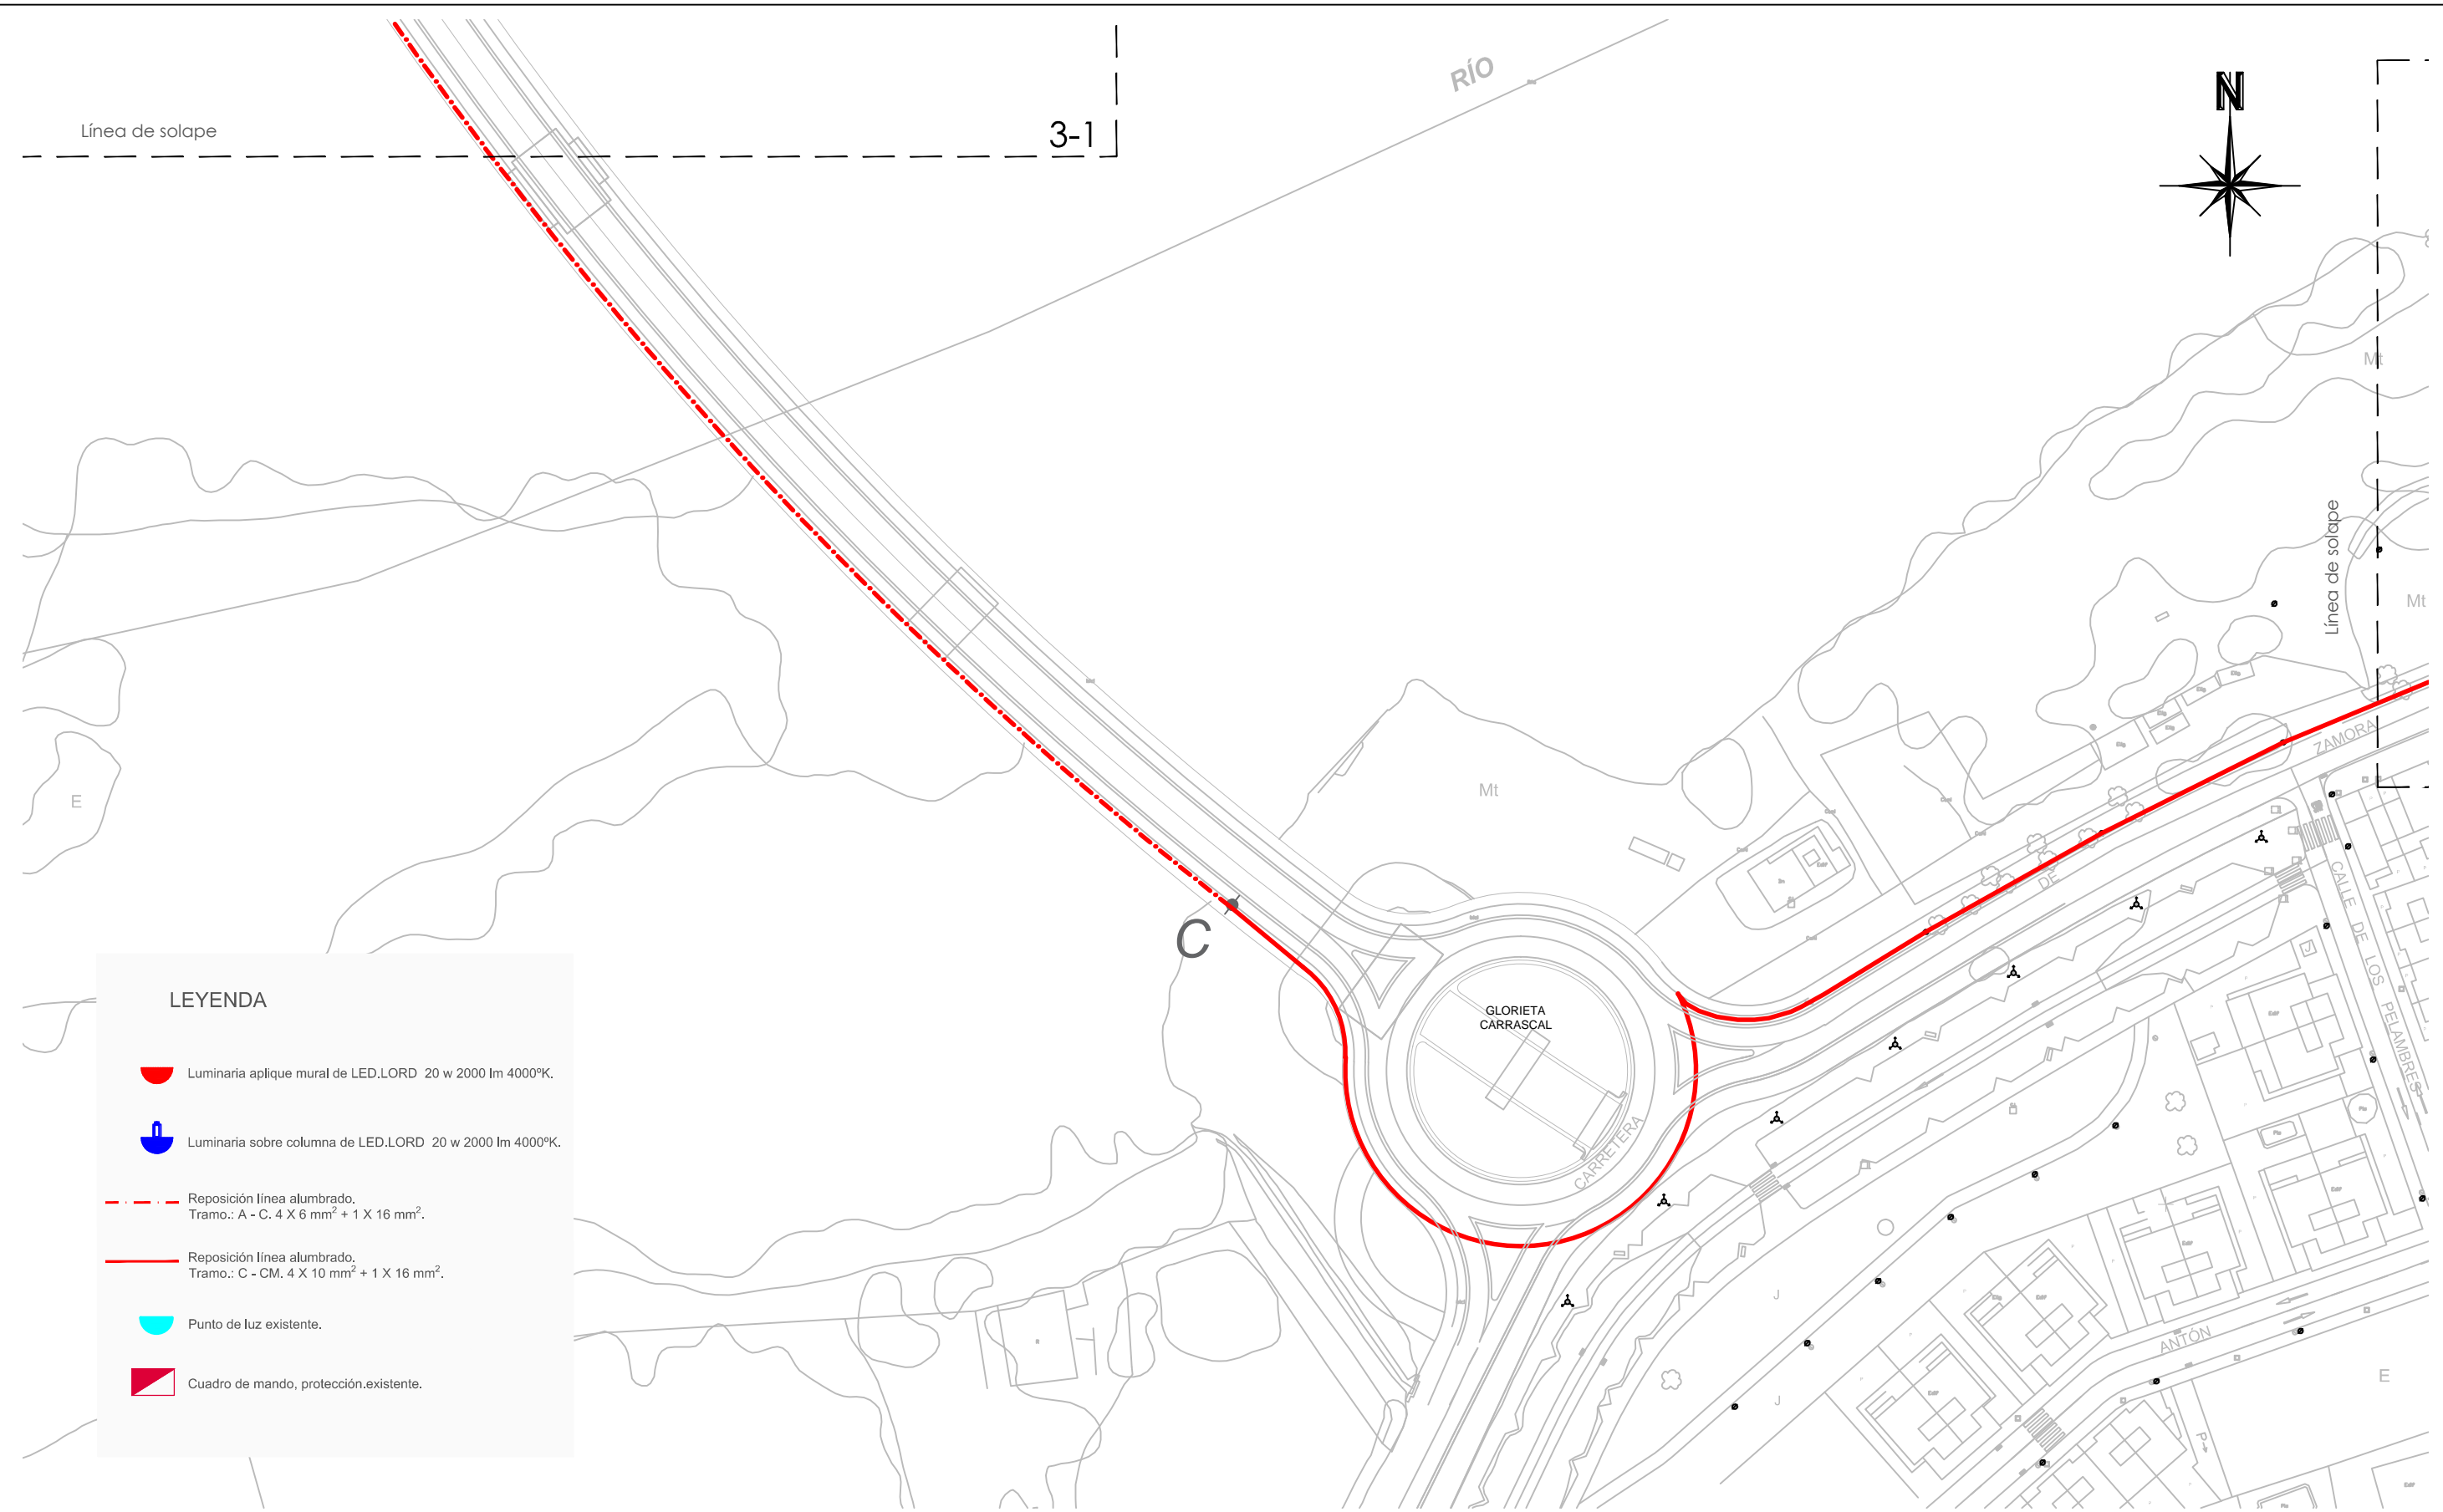 RÍO
N
Línea de solape
3-1
Mt
Línea de solape
Mt
ZAMORA
E
Mt
DE
CALLE DE LOS PELAMBRES
C
GLORIETA
CARRASCAL
CARRETERA
LEYENDA
Luminaria aplique mural de LED.LORD 20 w 2000 lm 4000ºK.
Luminaria sobre columna de LED.LORD 20 w 2000 lm 4000ºK.
Reposición línea alumbrado.
Tramo.: A - C. 4 X 6 mm² + 1 X 16 mm².
Reposición línea alumbrado.
Tramo.: C - CM. 4 X 10 mm² + 1 X 16 mm².
Punto de luz existente.
Cuadro de mando, protección.existente.
J
J
J
ANTÓN
E